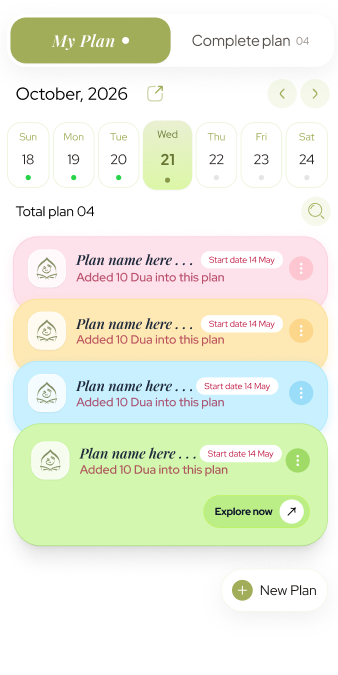 My Plan
Complete plan 04
October, 2026
Sun Mon Tue Wed Thu Fri Sat
18 19 20 21 22 23 24
Total plan 04
Plan name here . . . Start date 14 May
Added 10 Dua into this plan
Plan name here . . . Start date 14 May
Added 10 Dua into this plan
Plan name here . . . Start date 14 May
Added 10 Dua into this plan
Plan name here . . . Start date 14 May
Added 10 Dua into this plan
Explore now
New Plan